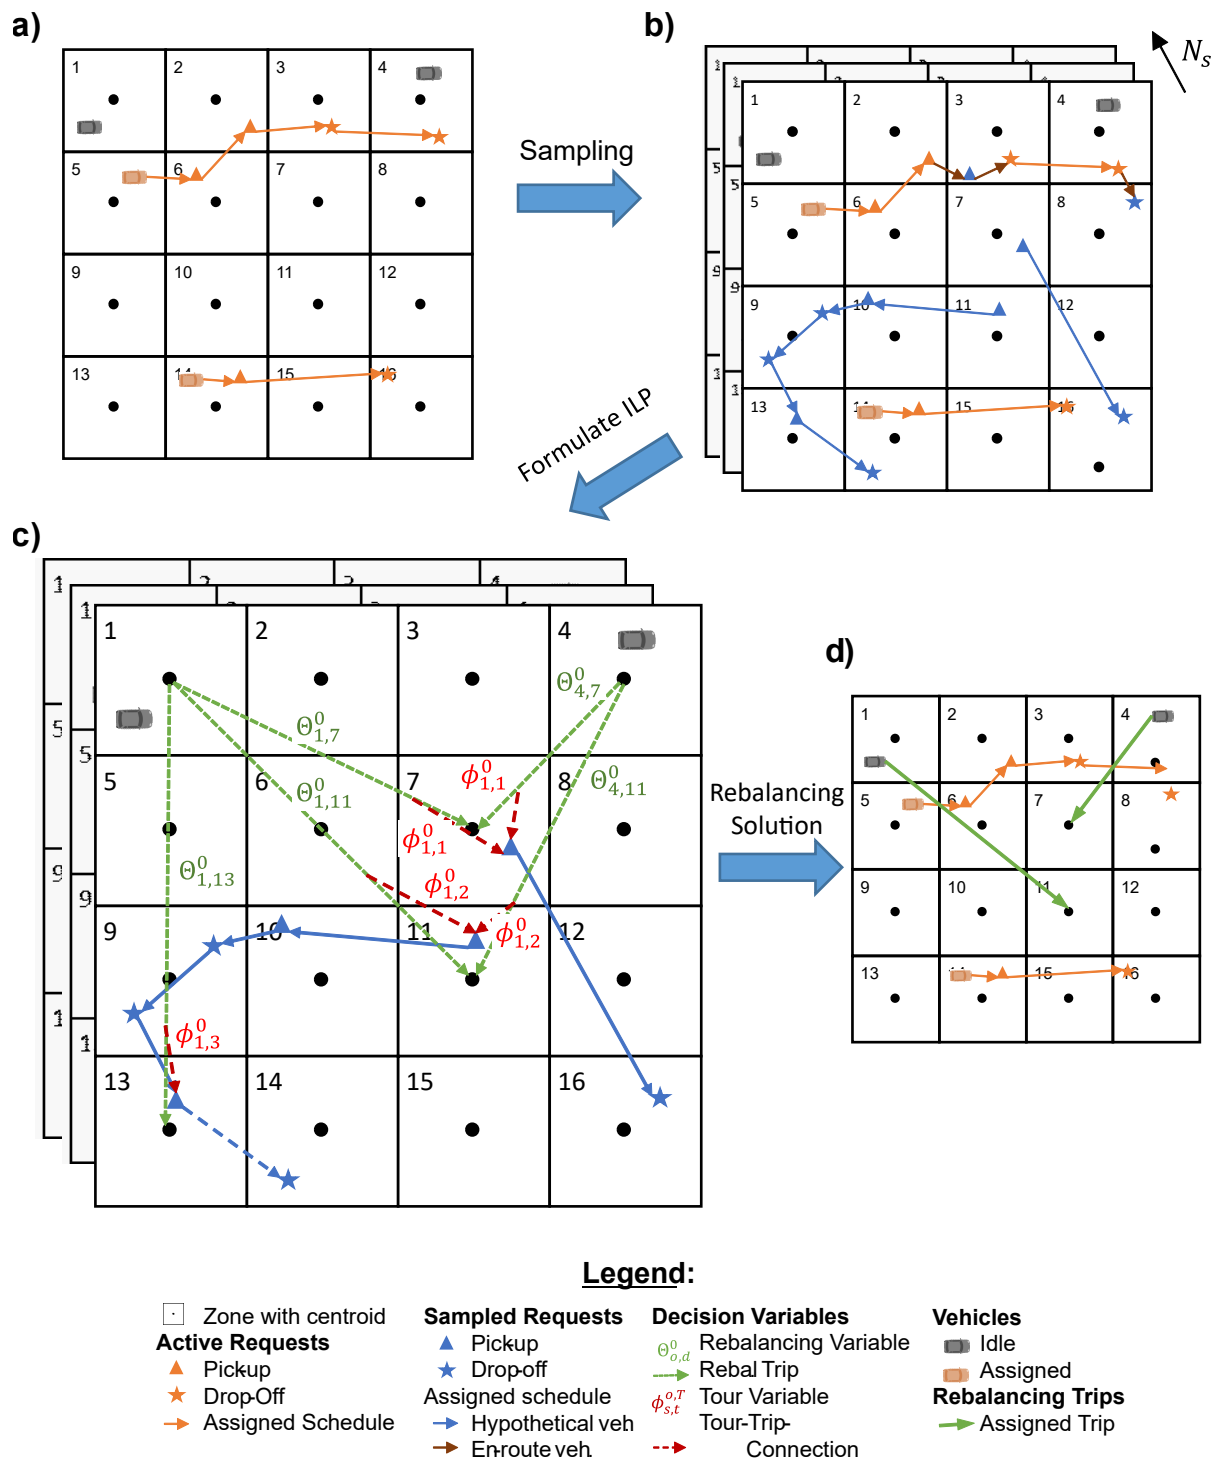 a)
1 2 3 4
5 6 7 8
9 10 11 12
13 14 15 16
Sampling
b)
N_s
1 2 3 4
5 6 7 8
9 10 11 12
13 14 15 16
Formulate ILP
c)
1 2 3 4
5 6 7 8
9 10 11 12
13 14 15 16
Θ^0_{4,7}
Θ^0_{1,7}
ϕ^0_{1,1}
Θ^0_{1,11}
Θ^0_{4,11}
ϕ^0_{1,1}
Θ^0_{1,13}
ϕ^0_{1,2}
ϕ^0_{1,2}
ϕ^0_{1,3}
Rebalancing
Solution
d)
1 2 3 4
5 6 7 8
9 10 11 12
13 14 15 16
Legend:
Zone with centroid
Active Requests
Pick-up
Drop-Off
Assigned Schedule
Sampled Requests
Pick-up
Drop-off
Assigned schedule
Hypothetical veh.
En-route veh.
Decision Variables
Θ^0_{o,d} Rebalancing Variable
Rebal Trip
ϕ^{o,T}_{s,t} Tour Variable
Tour-Trip-
Connection
Vehicles
Idle
Assigned
Rebalancing Trips
Assigned Trip